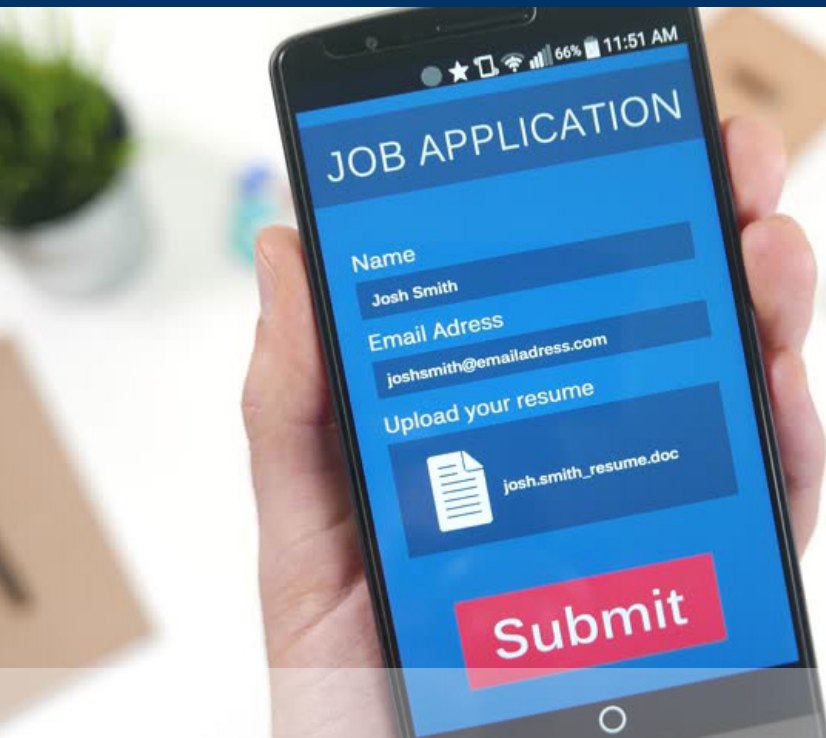 66% 11:51 AM
JOB APPLICATION
Name
Josh Smith
Email Adress
joshsmith@emailadress.com
Upload your resume
josh.smith_resume.doc
Submit